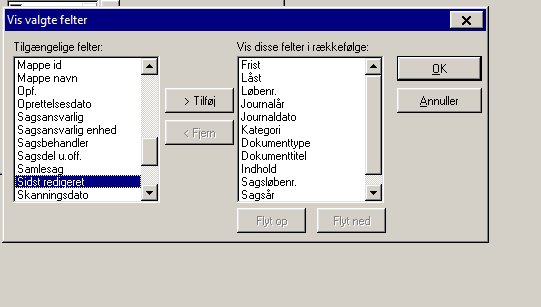 Vis valgte felter
Tilgængelige felter:
Mappe id
Mappe navn
Opf.
Oprettelsesdato
Sagsansvarlig
Sagsansvarlig enhed
Sagsbehandler
Sagsdel u.off.
Samlesag
Sidst redigeret
Skanningsdato
> Tilføj
< Fjern
Vis disse felter i rækkefølge:
Frist
Låst
Løbenr.
Journalår
Journaldato
Kategori
Dokumenttype
Dokumenttitel
Indhold
Sagsløbenr.
Sagsår
Flyt op
Flyt ned
OK
Annuller